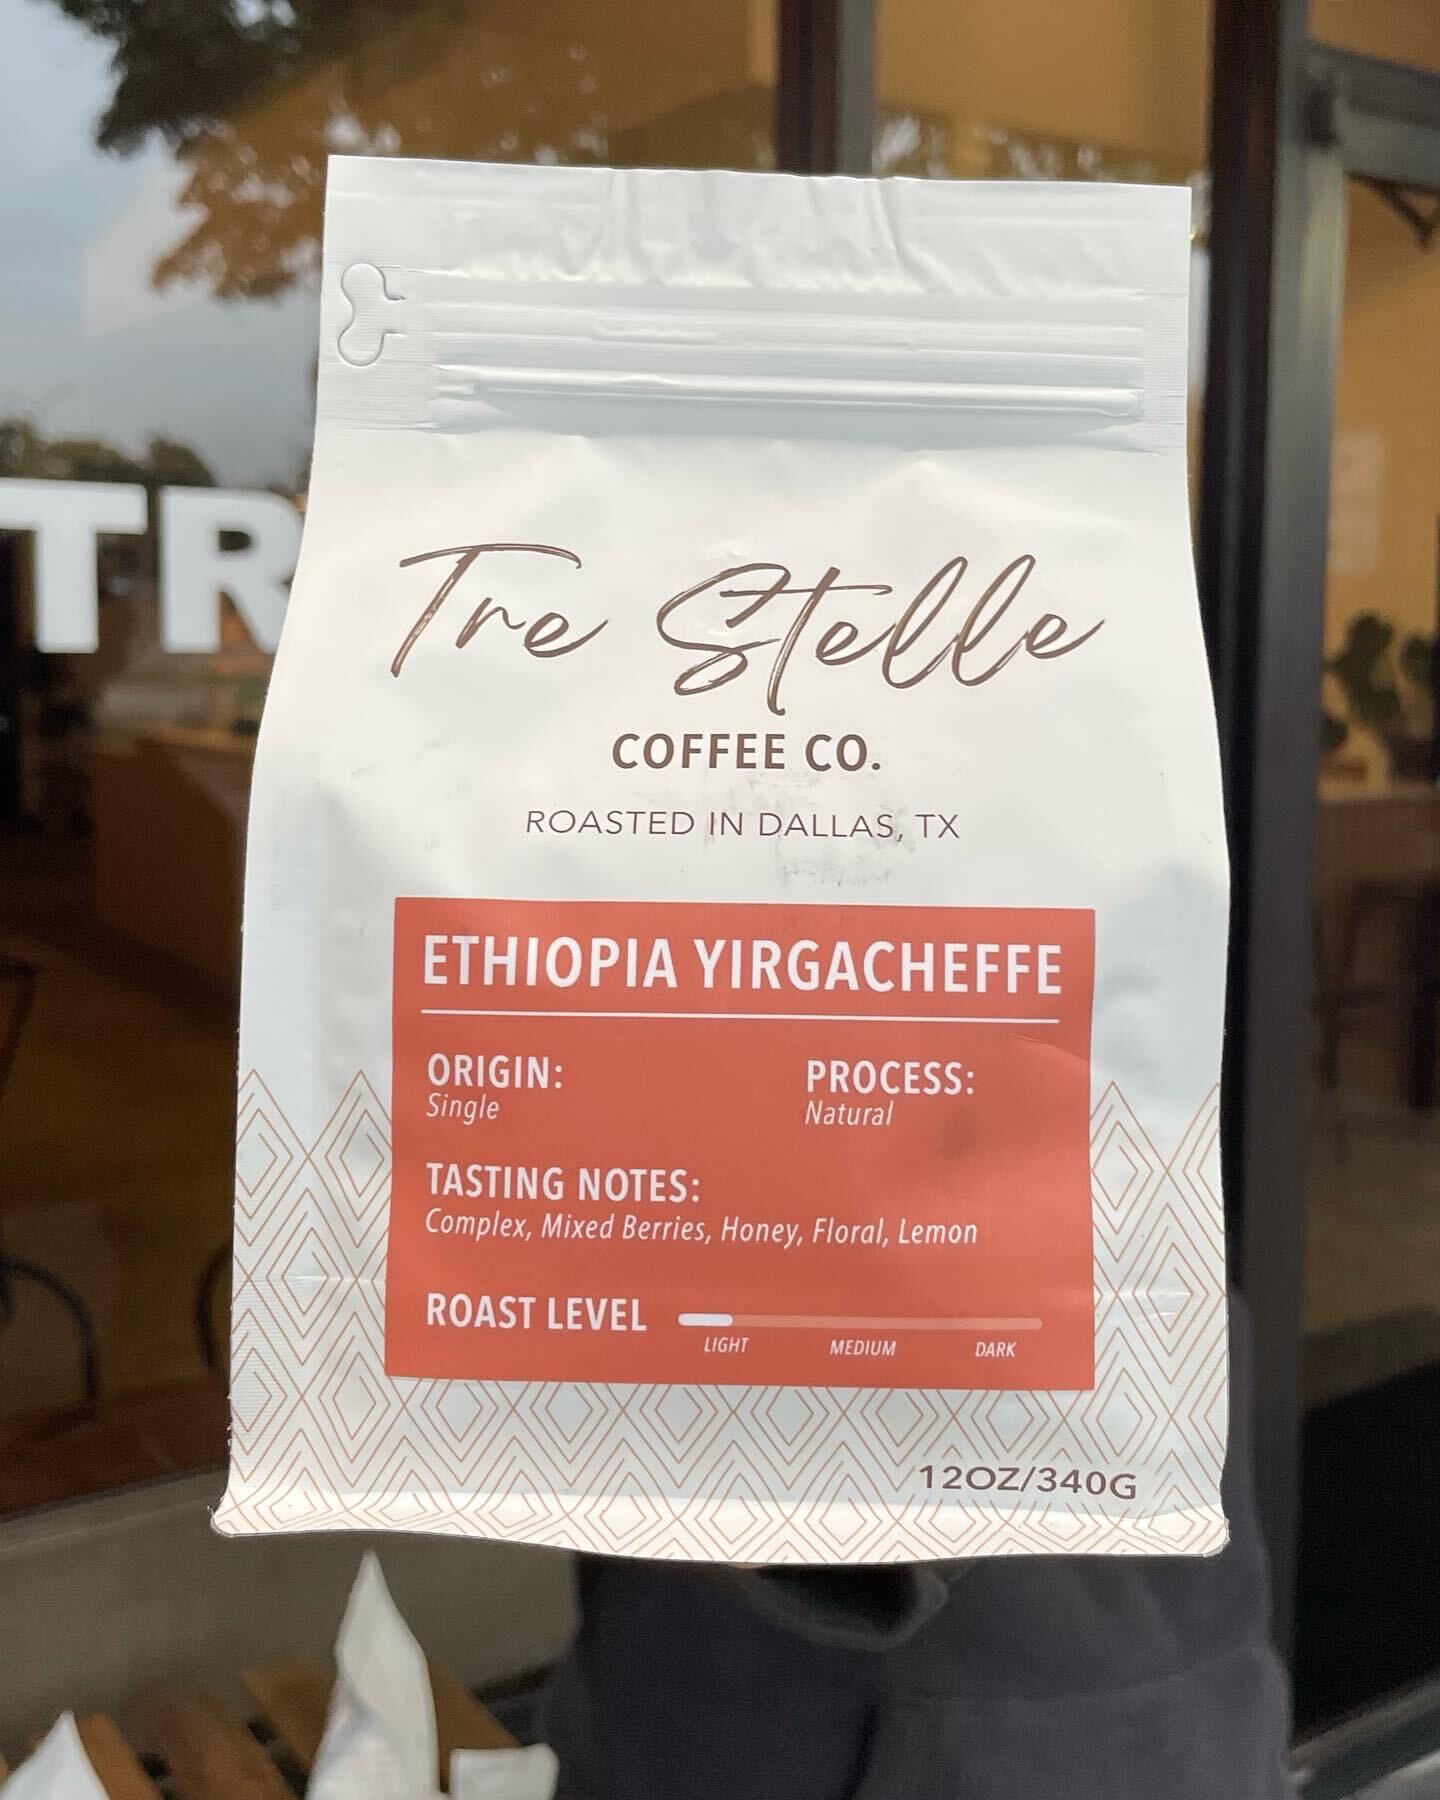 TR
Tre Stelle
COFFEE CO.
ROASTED IN DALLAS, TX
ETHIOPIA YIRGACHEFFE
ORIGIN:
Single
PROCESS:
Natural
TASTING NOTES:
Complex, Mixed Berries, Honey, Floral, Lemon
ROAST LEVEL
LIGHT MEDIUM DARK
12OZ/340G